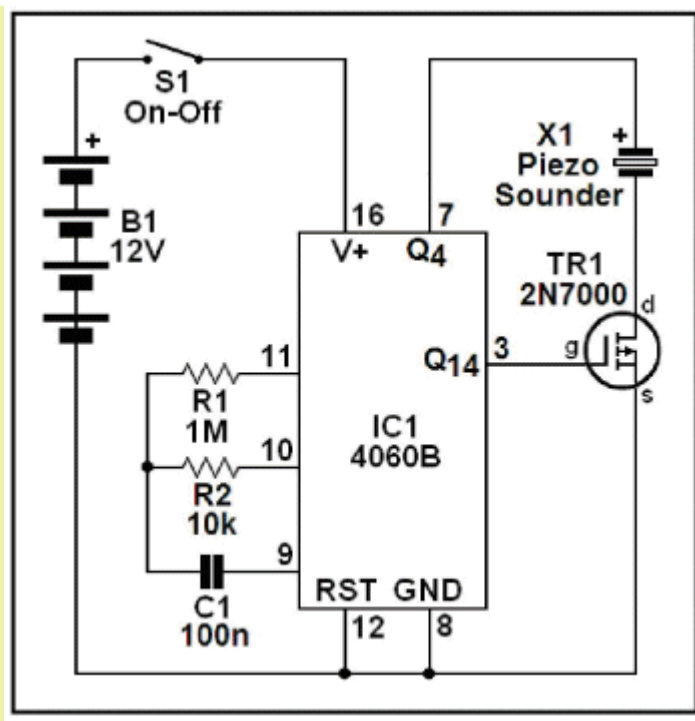 S1
On-Off
+
B1
12V
X1
Piezo
Sounder
+
16
7
V+
Q4
TR1
2N7000
d
g
s
11
R1
1M
Q14
3
IC1
4060B
10
R2
10k
9
C1
100n
RST
GND
12
8